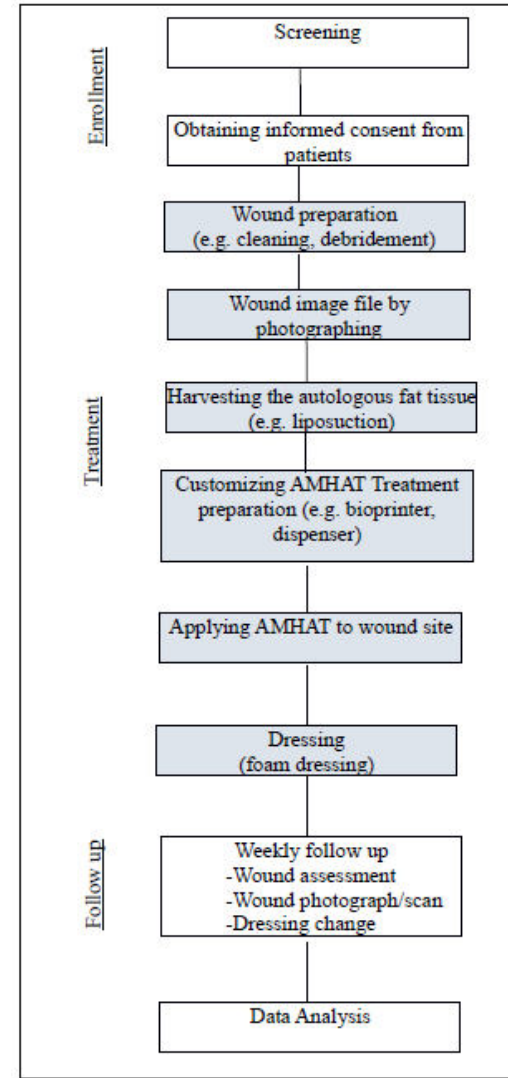 Enrollment
Screening
Obtaining informed consent from
patients
Treatment
Wound preparation
(e.g. cleaning, debridement)
Wound image file by
photographing
Harvesting the autologous fat tissue
(e.g. liposuction)
Customizing AMHAT Treatment
preparation (e.g. bioprinter,
dispenser)
Applying AMHAT to wound site
Dressing
(foam dressing)
Follow up
Weekly follow up
-Wound assessment
-Wound photograph/scan
-Dressing change
Data Analysis